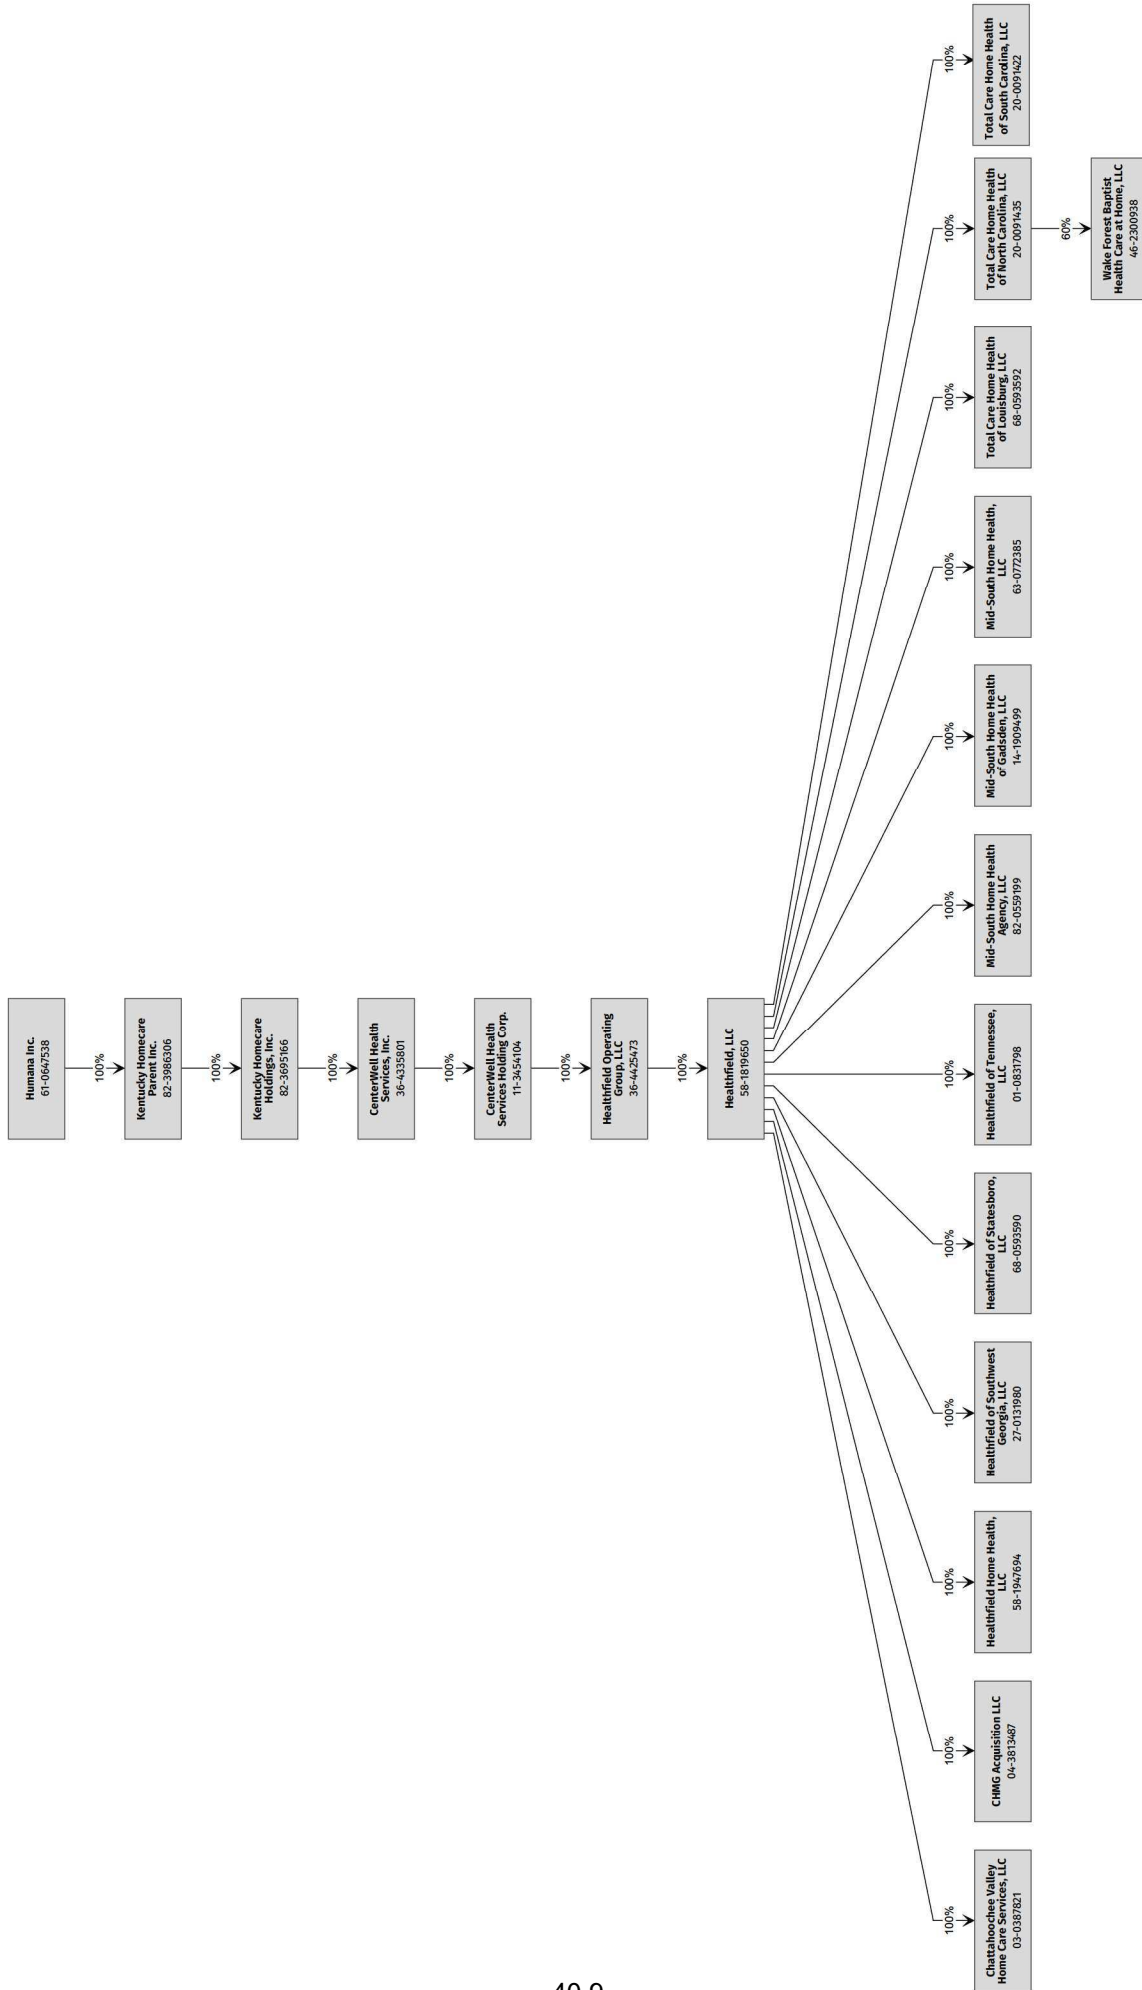 Humana Inc.
61-0647538
100%
Kentucky Homecare
Parent Inc.
82-3986306
100%
Kentucky Homecare
Holdings, Inc.
82-3695166
100%
CenterWell Health
Services, Inc.
36-4335801
100%
CenterWell Health
Services Holding Corp.
11-3454104
100%
Healthfield Operating
Group, LLC
36-4425473
100%
Healthfield, LLC
58-1819650
100%
Chattahoochee Valley
Home Care Services, LLC
03-0387821
100%
CHMG Acquisition LLC
04-3813487
100%
Healthfield Home Health,
LLC
58-1947694
100%
Healthfield of Southwest
Georgia, LLC
27-0131980
100%
Healthfield of Statesboro,
LLC
68-0593590
100%
Healthfield of Tennessee,
LLC
01-0831798
100%
Mid-South Home Health
Agency, LLC
82-0559199
100%
Mid-South Home Health
of Gadsden, LLC
14-1909499
100%
Mid-South Home Health,
LLC
63-0772385
100%
Total Care Home Health
of Louisburg, LLC
68-0593592
100%
Total Care Home Health
of North Carolina, LLC
20-0091435
100%
Total Care Home Health
of South Carolina, LLC
20-0091422
60%
Wake Forest Baptist
Health Care at Home, LLC
46-2300938
40.9